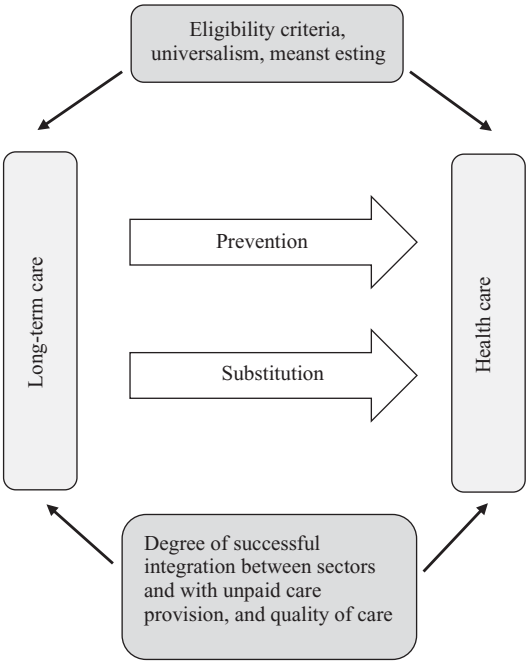 Eligibility criteria,
universalism, meanst esting
Long-term care
Prevention
Substitution
Health care
Degree of successful
integration between sectors
and with unpaid care
provision, and quality of care